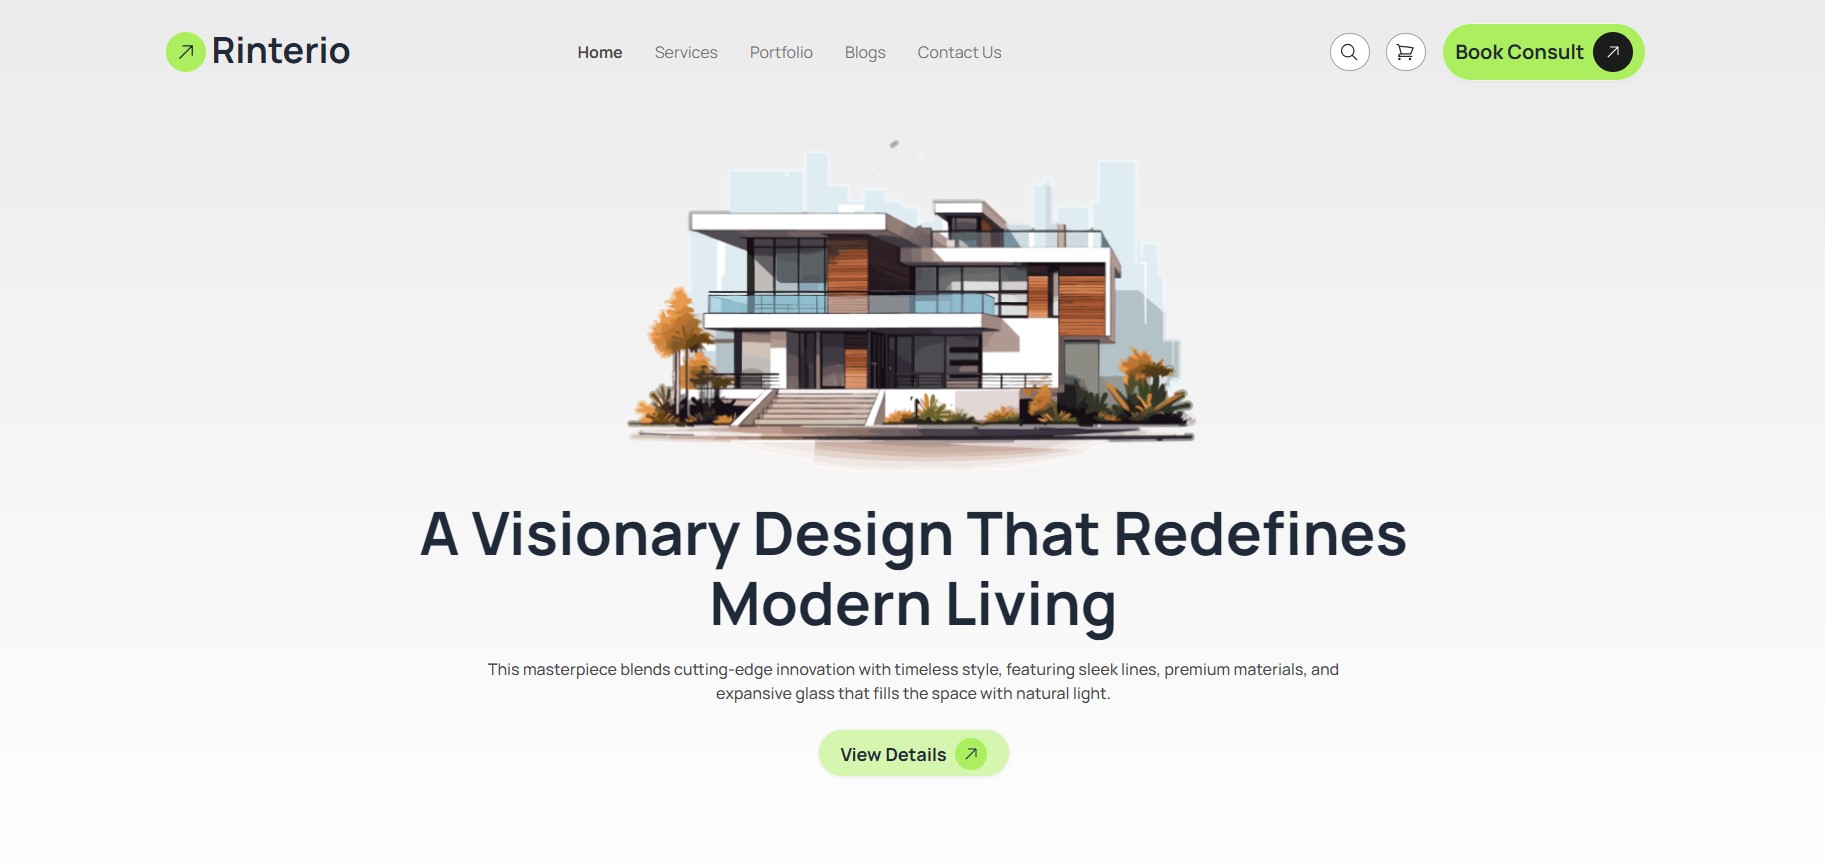 Rinterio
Home Services Portfolio Blogs Contact Us
Book Consult
A Visionary Design That Redefines
Modern Living
This masterpiece blends cutting-edge innovation with timeless style, featuring sleek lines, premium materials, and
expansive glass that fills the space with natural light.
View Details